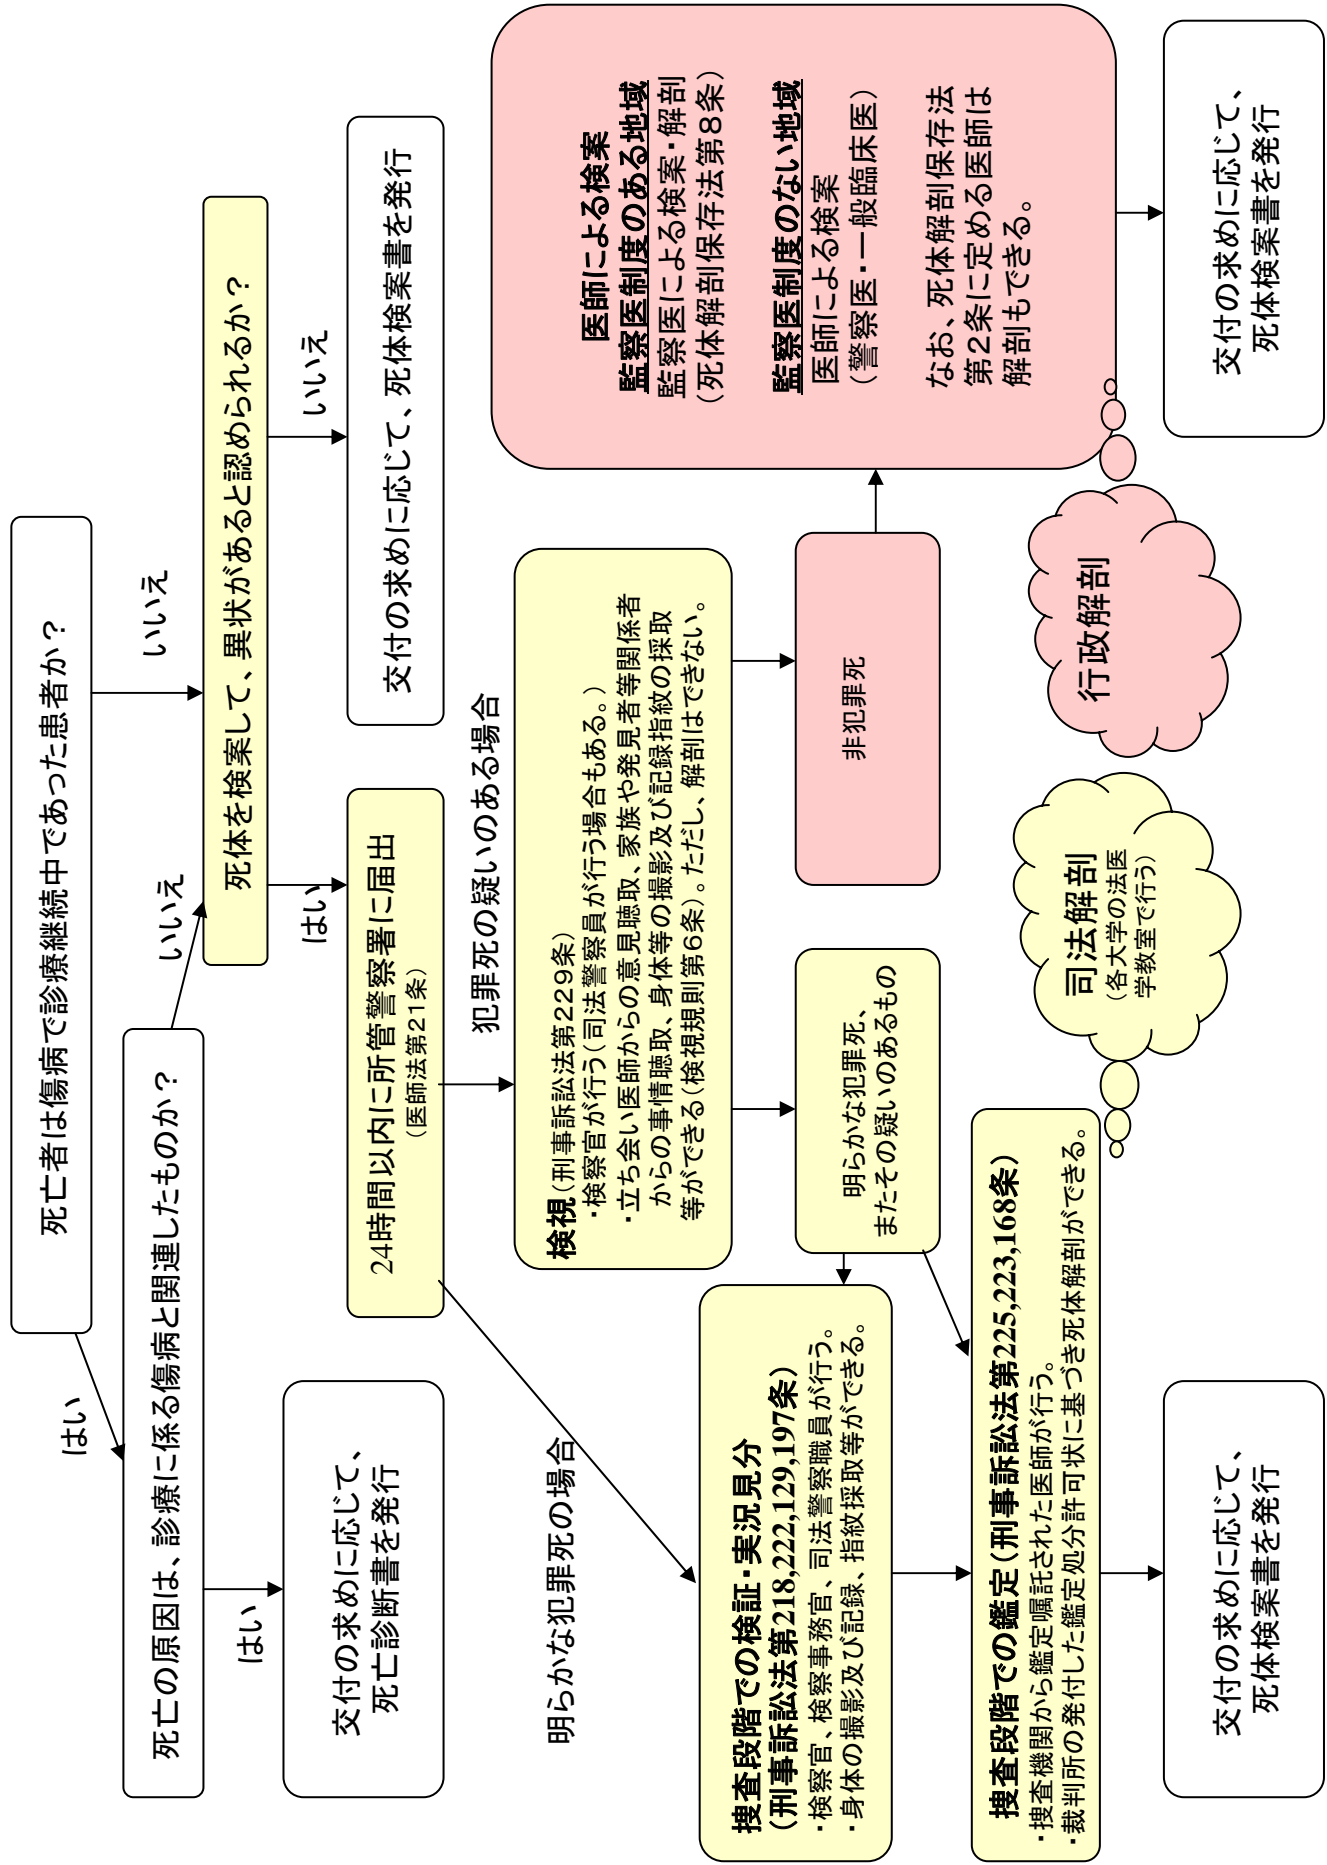 死亡者は傷病で診療継続中であった患者か？
はい
いいえ
死亡の原因は、診療に係る傷病と関連したものか？
いいえ
死体を検案して、異状があると認められるか？
はい
交付の求めに応じて、
死亡診断書を発行
はい
24時間以内に所管警察署に届出
（医師法第21条）
いいえ
交付の求めに応じて、死体検案書を発行
明らかな犯罪死の場合
犯罪死の疑いのある場合
検視（刑事訴訟法第229条）
・検察官が行う（司法警察員が行う場合もある。）
・立ち会い医師からの意見聴取、家族や発見者等関係者
からの事情聴取、身体等の撮影及び記録指紋の採取
等ができる（検視規則第6条）。ただし、解剖はできない。
医師による検案
監察医制度のある地域
監察医による検案・解剖
（死体解剖保存法第8条）
監察医制度のない地域
医師による検案
（警察医・一般臨床医）
なお、死体解剖保存法
第2条に定める医師は
解剖もできる。
捜査段階での検証・実況見分
（刑事訴訟法第218,222,129,197条）
・検察官、検察事務官、司法警察職員が行う。
・身体の撮影及び記録、指紋採取等ができる。
明らかな犯罪死、
またその疑いのあるもの
非犯罪死
捜査段階での鑑定（刑事訴訟法第225,223,168条）
・捜査機関から鑑定嘱託された医師が行う。
・裁判所の発付した鑑定処分許可状に基づき死体解剖ができる。
司法解剖
（各大学の法医
学教室で行う）
行政解剖
交付の求めに応じて、
死体検案書を発行
交付の求めに応じて、
死体検案書を発行